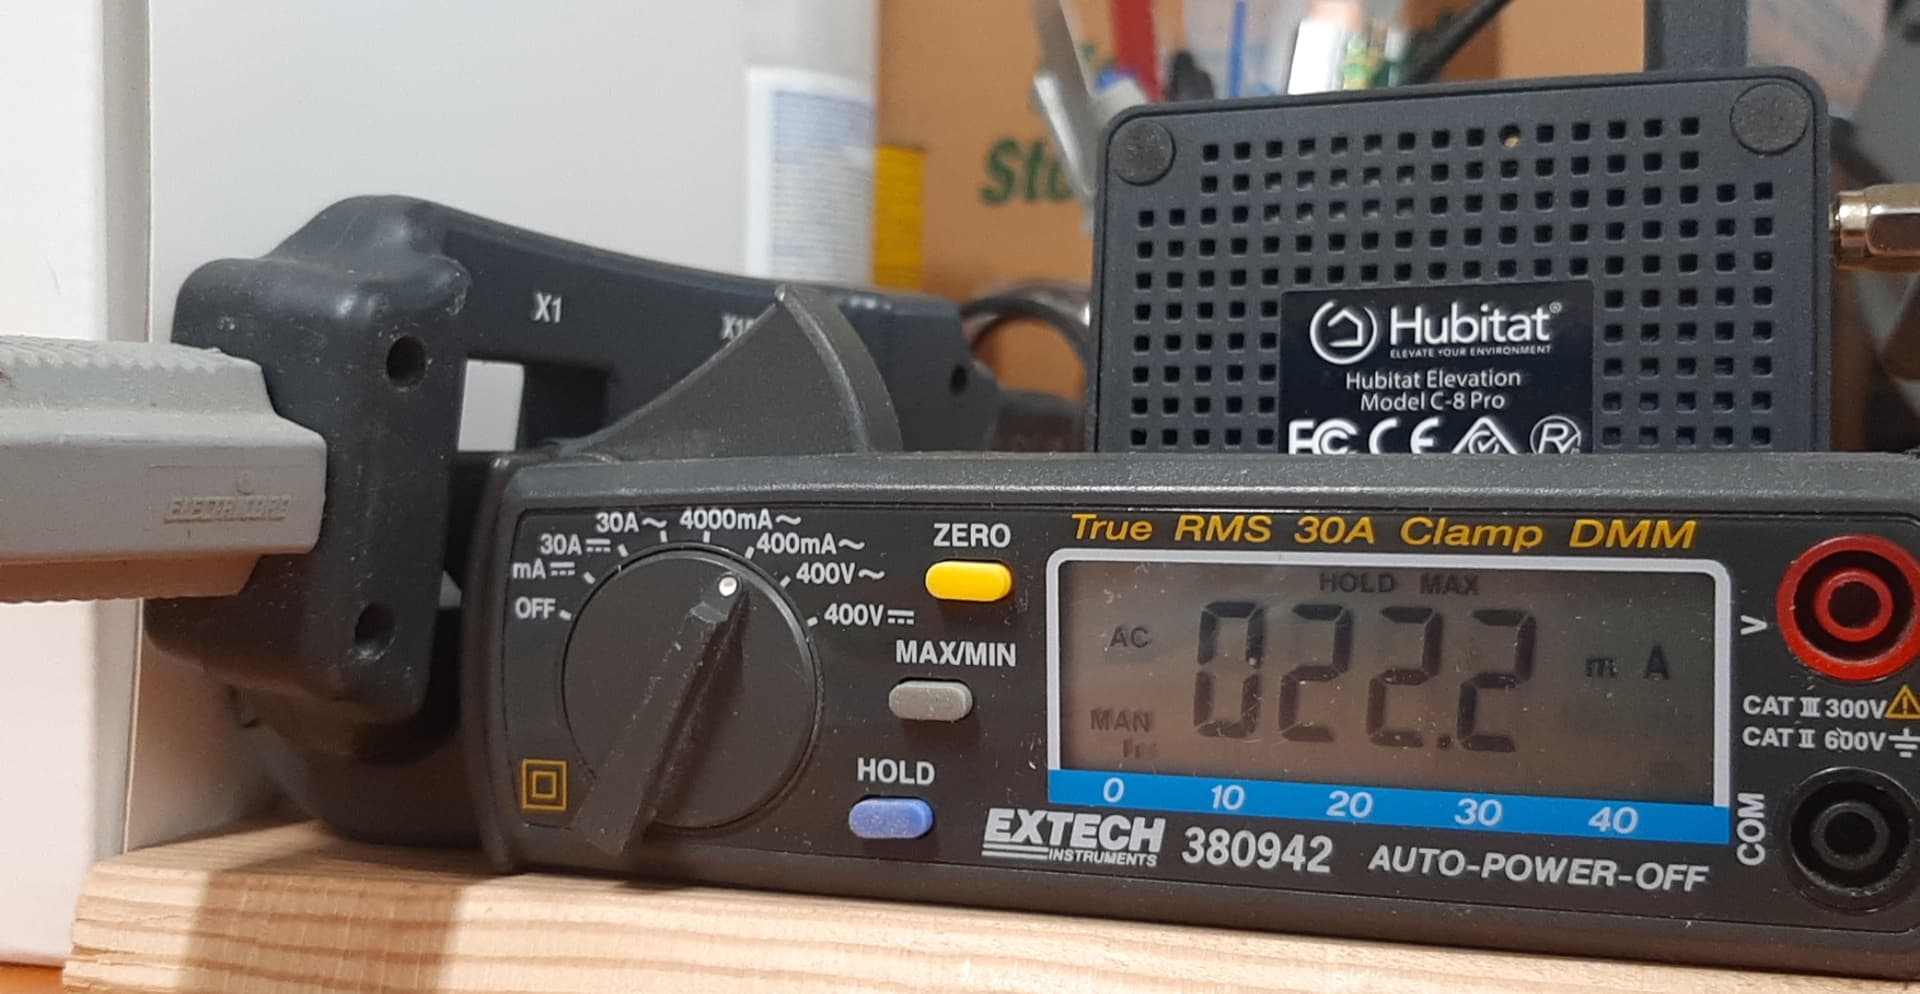 X1
Hubitat®
ELEVATE YOUR ENVIRONMENT
Hubitat Elevation
Model C-8 Pro
FC CE
30A~ 4000mA~
30A 400mA~
mA 400V~
OFF 400V
ZERO
MAX/MIN
HOLD
True RMS 30A Clamp DMM
HOLD MAX
AC 022.2 m A
MAN
0 10 20 30 40
EXTECH
INSTRUMENTS
380942 AUTO-POWER-OFF
V
CAT III 300V
CAT II 600V
COM